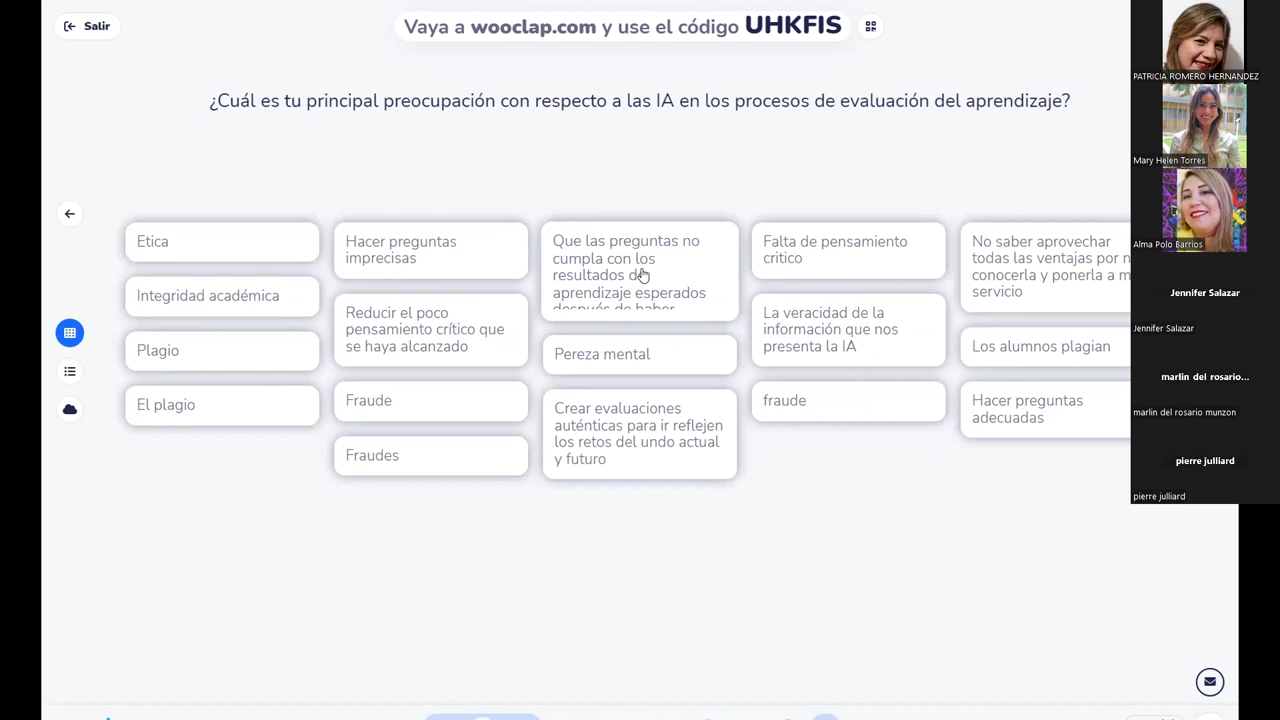 Salir
Vaya a wooclap.com y use el código UHKFIS
¿Cuál es tu principal preocupación con respecto a las IA en los procesos de evaluación del aprendizaje?
Etica
Integridad académica
Plagio
El plagio
Hacer preguntas
imprecisas
Reducir el poco
pensamiento crítico que
se haya alcanzado
Fraude
Fraudes
Que las preguntas no
cumpla con los
resultados de
aprendizaje esperados
después de haber
Pereza mental
Crear evaluaciones
auténticas para ir reflejen
los retos del undo actual
y futuro
Falta de pensamiento
critico
La veracidad de la
información que nos
presenta la IA
fraude
No saber aprovechar
todas las ventajas por
conocerla y ponerla a
servicio
Los alumnos plagian
Hacer preguntas
adecuadas
PATRICIA ROMERO HERNANDEZ
Mary Helen Torres
Alma Polo Barrios
Jennifer Salazar
Jennifer Salazar
marlin del rosario...
marlin del rosario munzon
pierre julliard
pierre julliard